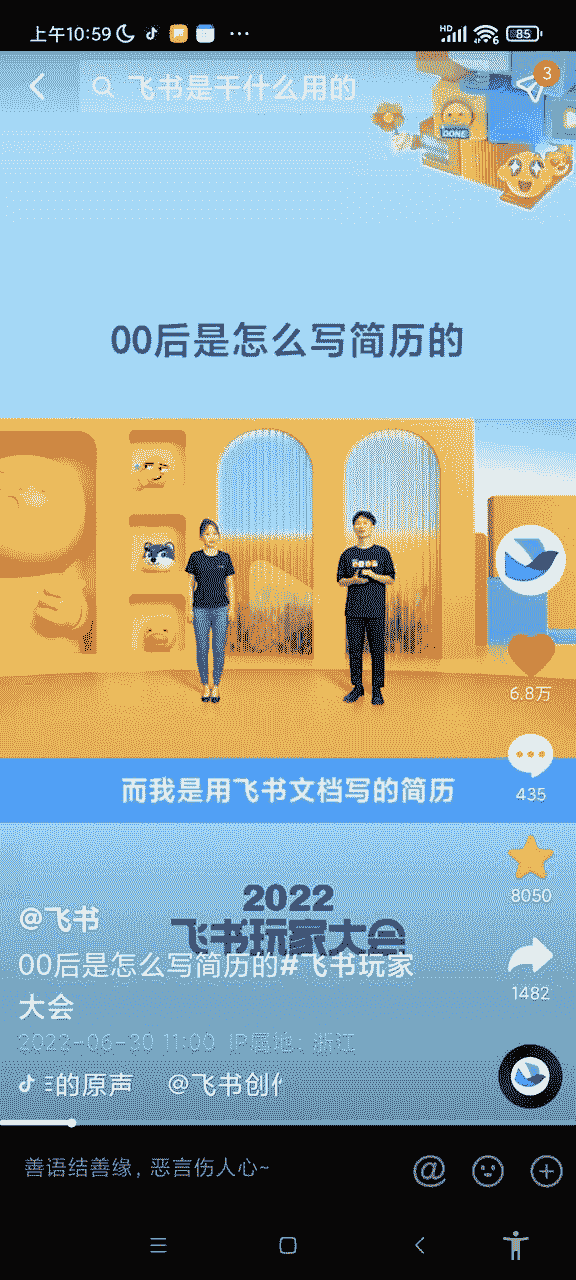 上午10:59
HD
6
85
飞书是干什么用的
3
DONE
00后是怎么写简历的
6.8万
而我是用飞书文档写的简历
435
8050
2022
飞书玩家大会
@飞书
00后是怎么写简历的#飞书玩家
大会
1482
2022-06-30 11:00 IP属地：浙江
的原声 @飞书创作
善语结善缘，恶言伤人心~